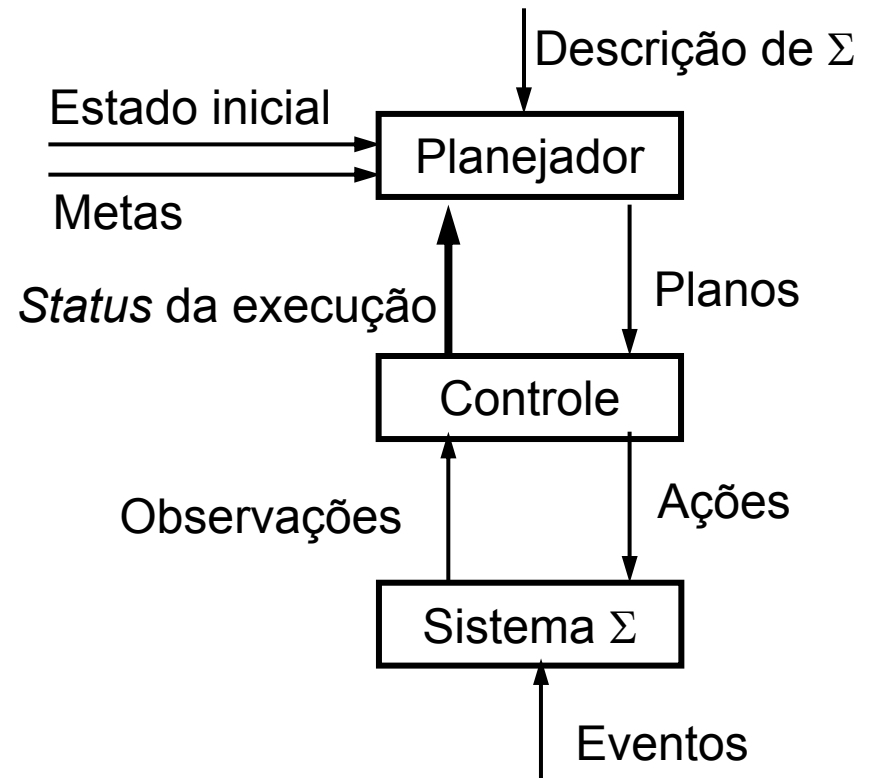 Descrição de Σ
Estado inicial
Planejador
Metas
Status da execução
Planos
Controle
Observações
Ações
Sistema Σ
Eventos